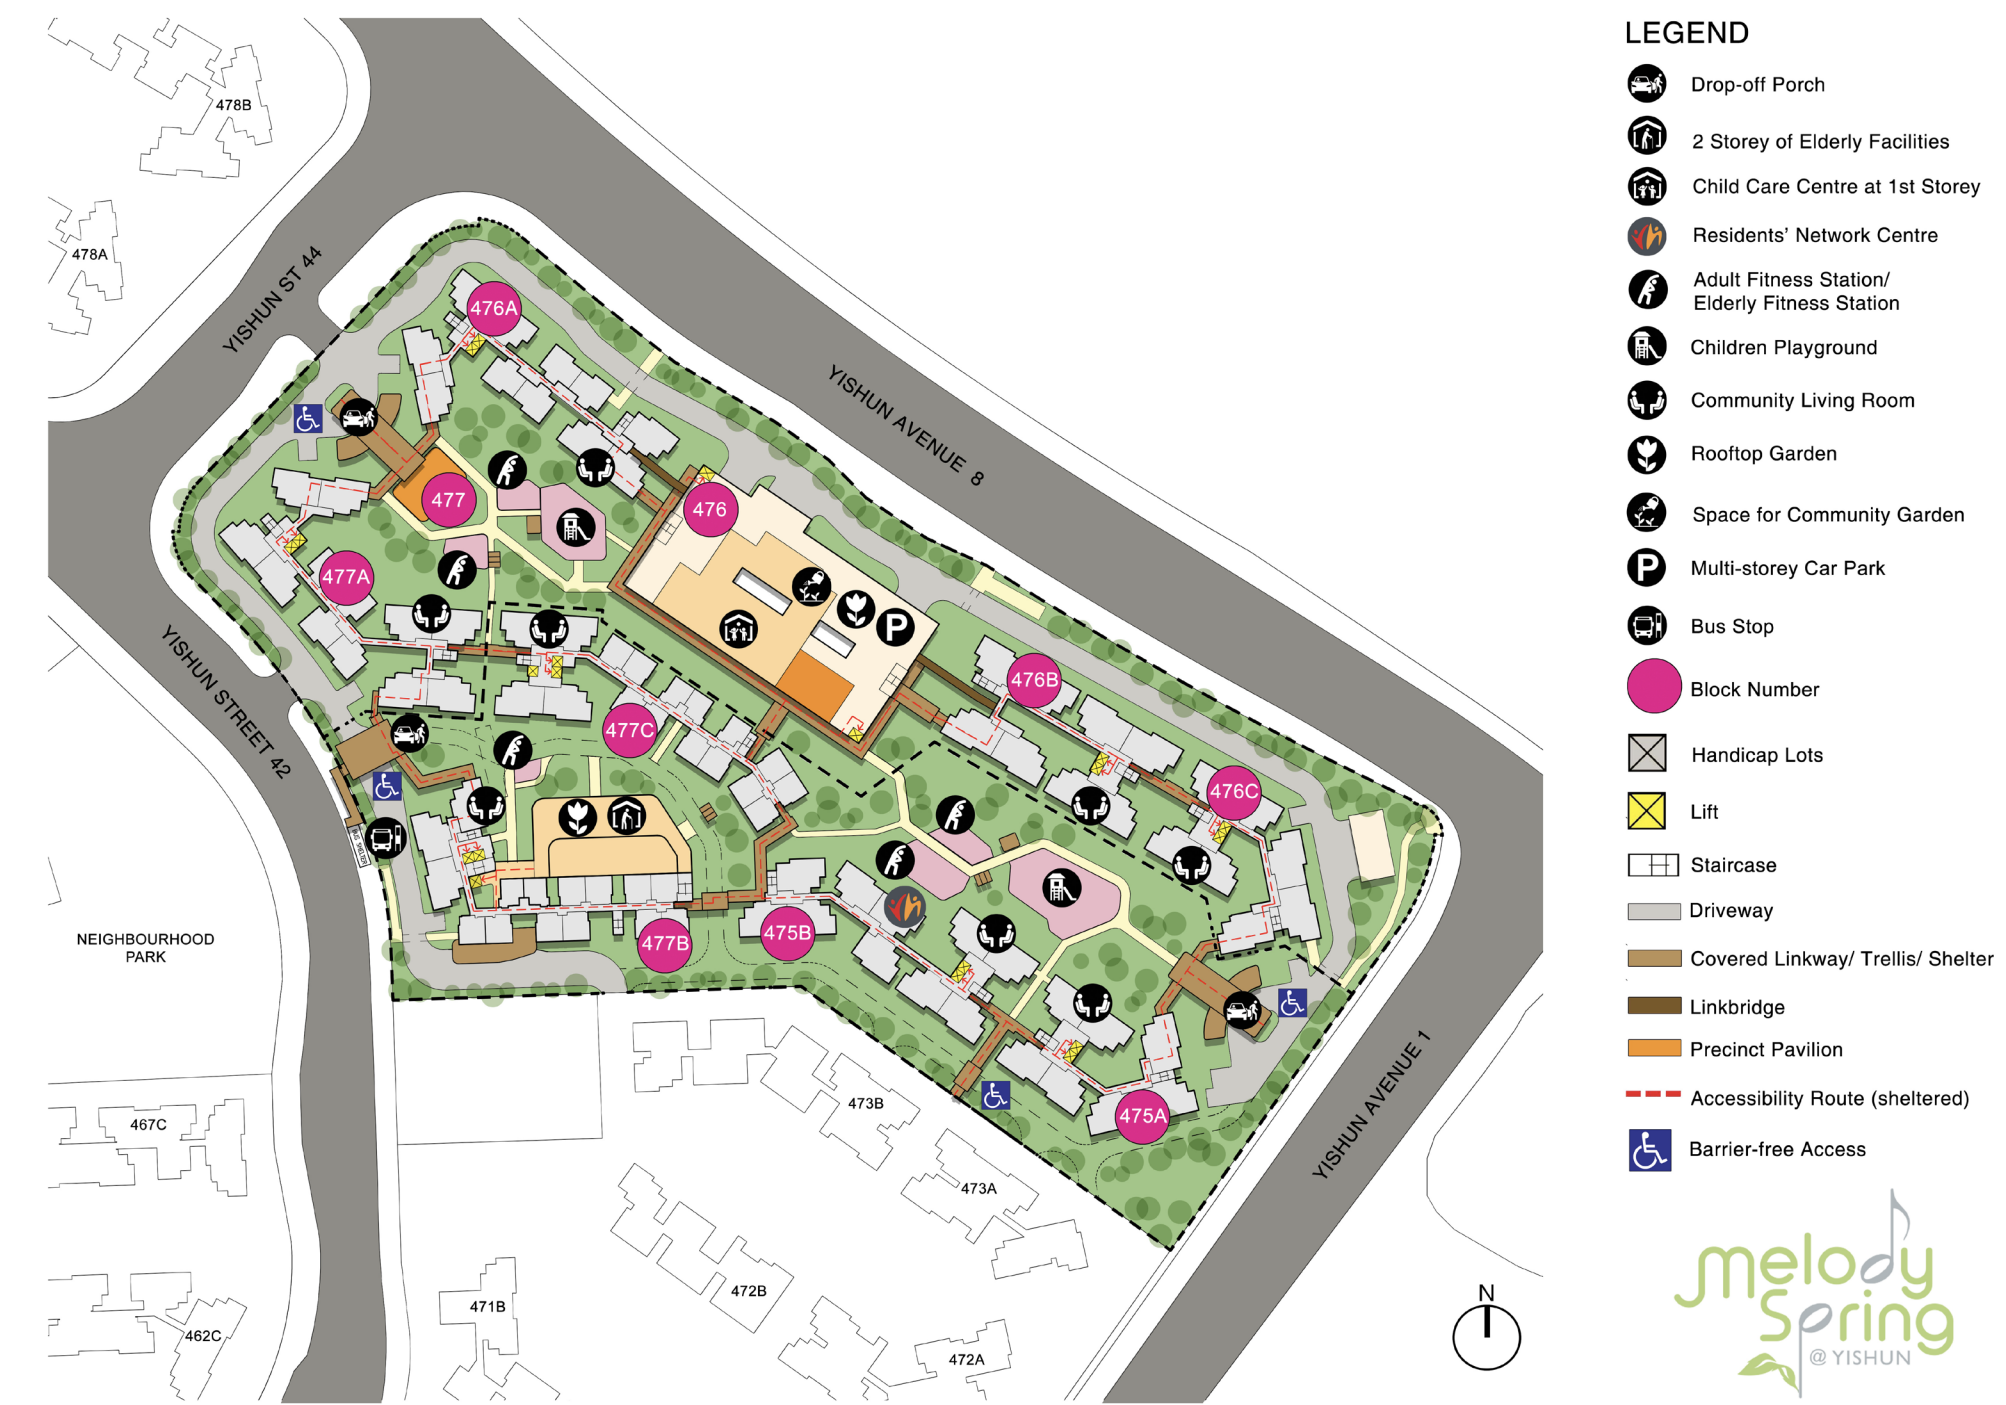 LEGEND
Drop-off Porch
2 Storey of Elderly Facilities
Child Care Centre at 1st Storey
Residents' Network Centre
Adult Fitness Station/
Elderly Fitness Station
Children Playground
Community Living Room
Rooftop Garden
Space for Community Garden
P
Multi-storey Car Park
Bus Stop
Block Number
Handicap Lots
Lift
Staircase
Driveway
Covered Linkway/ Trellis/ Shelter
Linkbridge
Precinct Pavilion
Accessibility Route (sheltered)
Barrier-free Access
melody
Spring
@ YISHUN
478B
478A
YISHUN ST 44
YISHUN AVENUE 8
YISHUN STREET 42
YISHUN AVENUE 1
476A
477
476
477A
P
476B
477C
476C
BUS SHELTER
477B
475B
475A
NEIGHBOURHOOD
PARK
467C
462C
471B
472B
472A
473B
473A
N